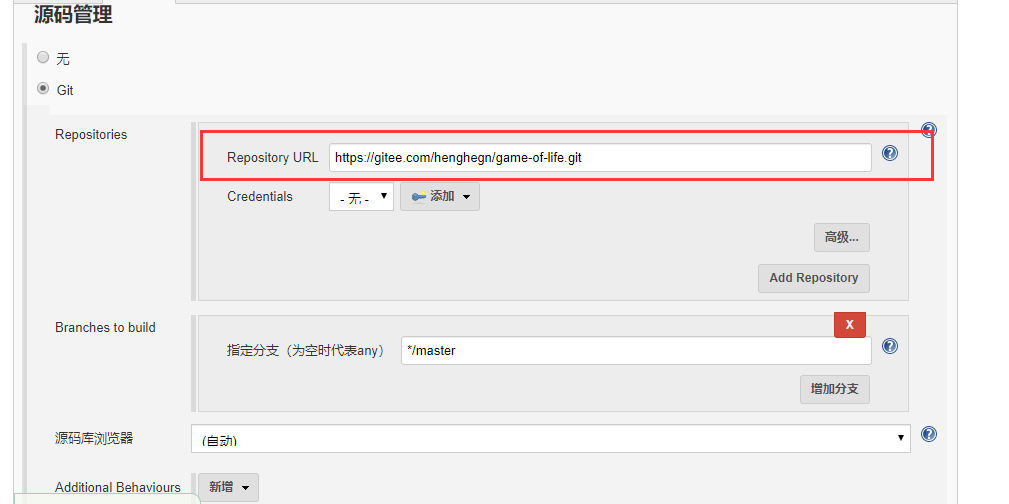 源码管理
无
Git
Repositories
Repository URL https://gitee.com/henghegn/game-of-life.git
Credentials - 无 - 添加
高级...
Add Repository
Branches to build
X
指定分支（为空时代表any） */master
增加分支
源码库浏览器 (自动)
Additional Behaviours 新增